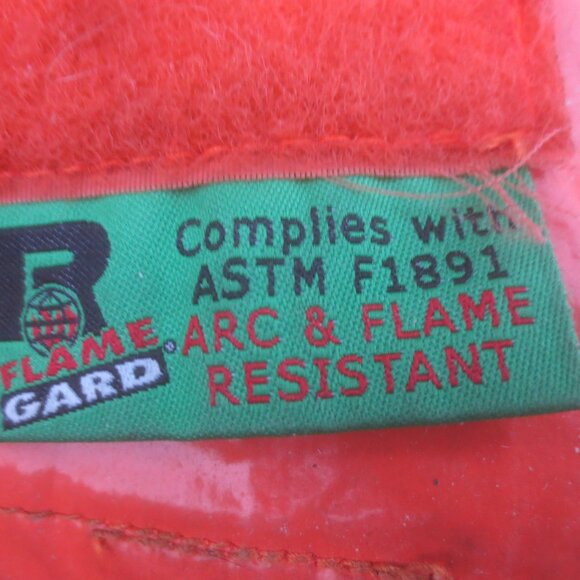 R
FLAME
GARD®
Complies with
ASTM F1891
ARC & FLAME
RESISTANT